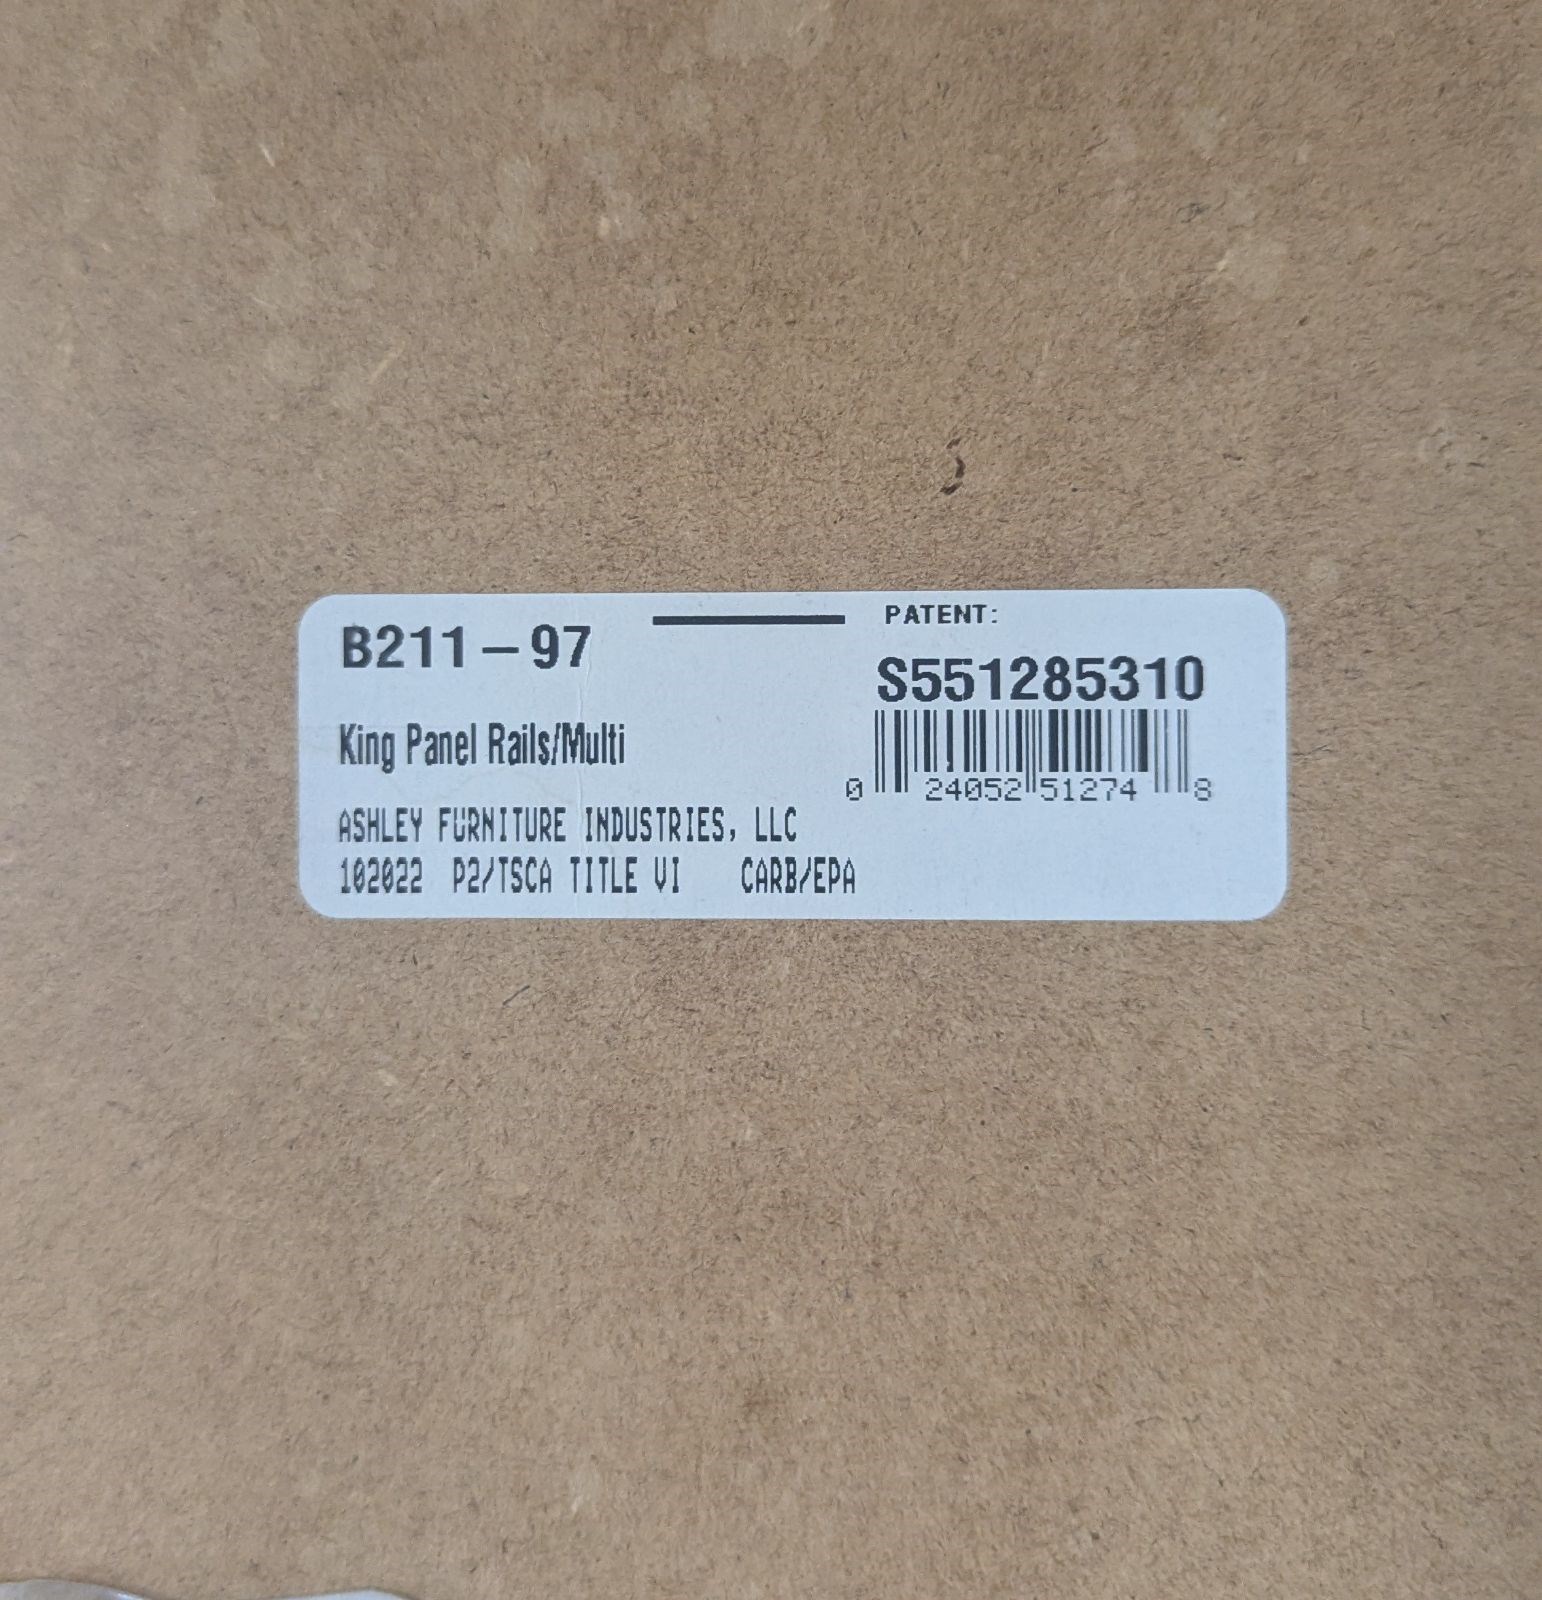 B211-97
PATENT:
S551285310
King Panel Rails/Multi
0 24052 51274 8
ASHLEY FURNITURE INDUSTRIES, LLC
102022 P2/TSCA TITLE VI CARB/EPA